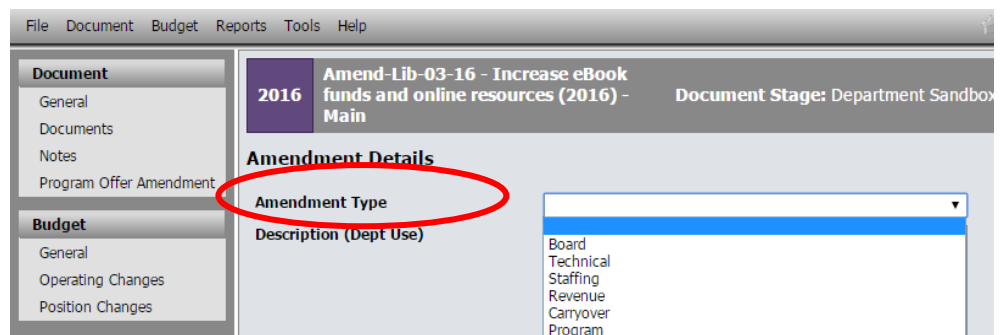 File Document Budget Reports Tools Help
Document
General
Documents
Notes
Program Offer Amendment
Budget
General
Operating Changes
Position Changes
2016
Amend-Lib-03-16 - Increase eBook
funds and online resources (2016) -
Main
Document Stage: Department Sandbox
Amendment Details
Amendment Type
Description (Dept Use)
Board
Technical
Staffing
Revenue
Carryover
Program